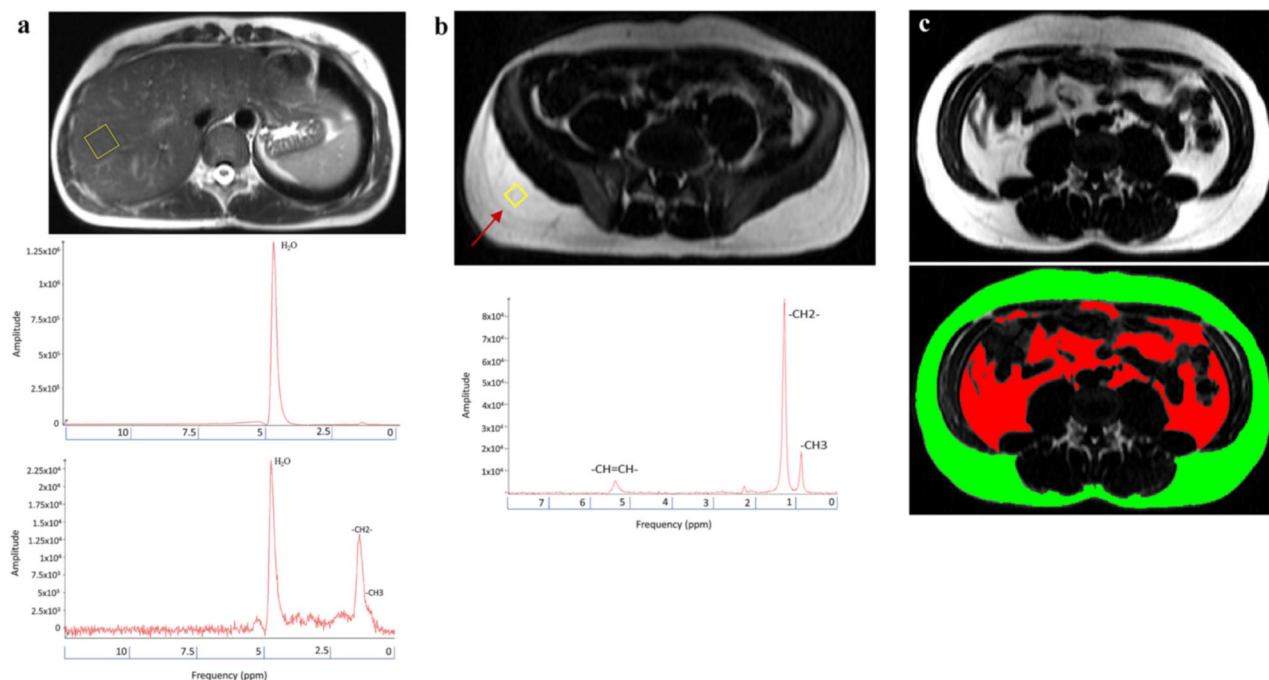 a
b
c
H₂O
1.25x10⁶
1x10⁶
7.5x10⁵
5x10⁵
2.5x10⁵
0
Amplitude
10 7.5 5 2.5 0
H₂O
2.25x10⁴
2x10⁴
1.75x10⁴
1.5x10⁴
1.25x10⁴
1x10⁴
7.5x10³
5x10³
2.5x10³
0
Amplitude
-CH2-
-CH3
10 7.5 5 2.5 0
Frequency (ppm)
8x10⁴
7x10⁴
6x10⁴
5x10⁴
4x10⁴
3x10⁴
2x10⁴
1x10⁴
Amplitude
-CH2-
-CH3
-CH=CH-
7 6 5 4 3 2 1 0
Frequency (ppm)